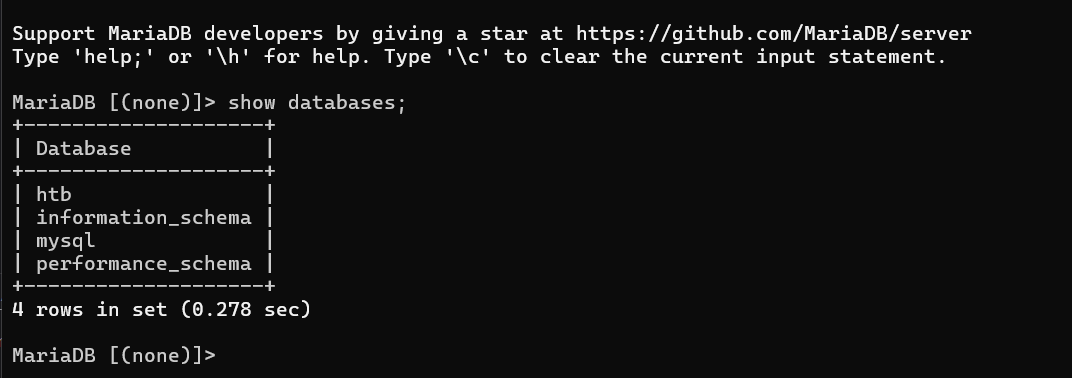 Support MariaDB developers by giving a star at https://github.com/MariaDB/server
Type 'help;' or '\h' for help. Type '\c' to clear the current input statement.
MariaDB [(none)]> show databases;
+--------------------+
| Database           |
+--------------------+
| htb                |
| information_schema |
| mysql              |
| performance_schema |
+--------------------+
4 rows in set (0.278 sec)
MariaDB [(none)]>